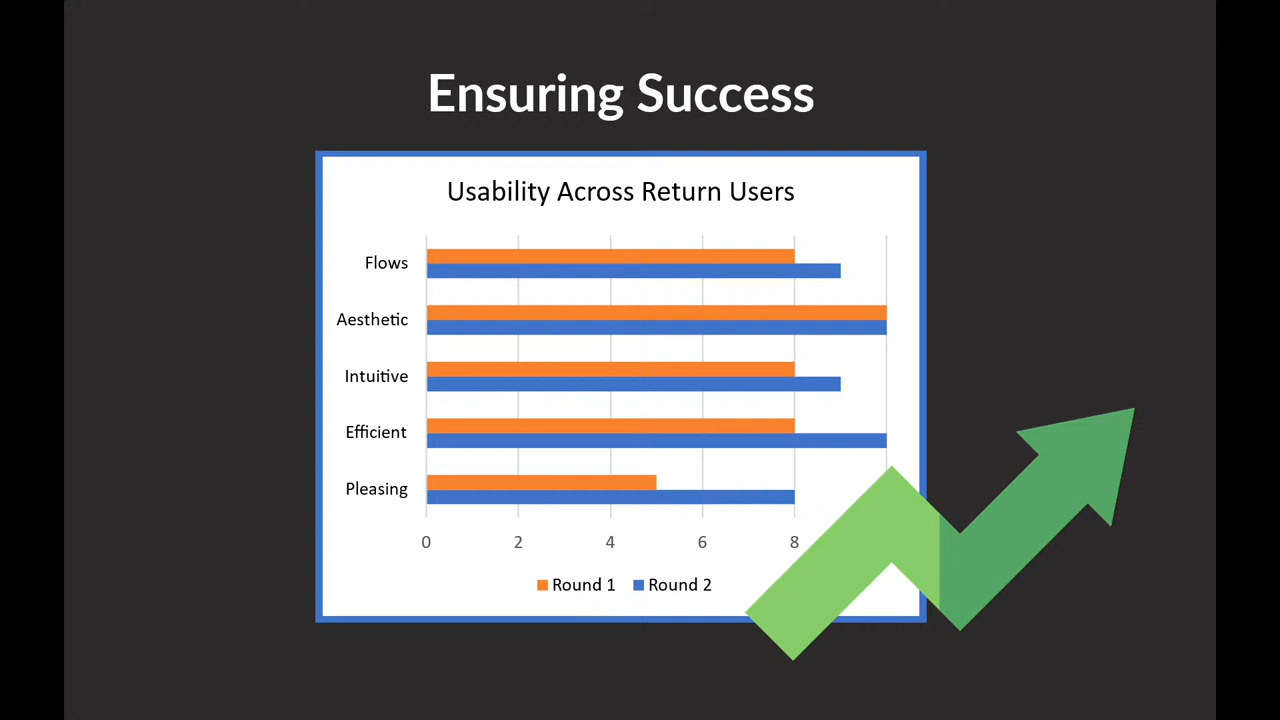 Ensuring Success
Usability Across Return Users
Flows
Aesthetic
Intuitive
Efficient
Pleasing
0 2 4 6 8
Round 1 Round 2